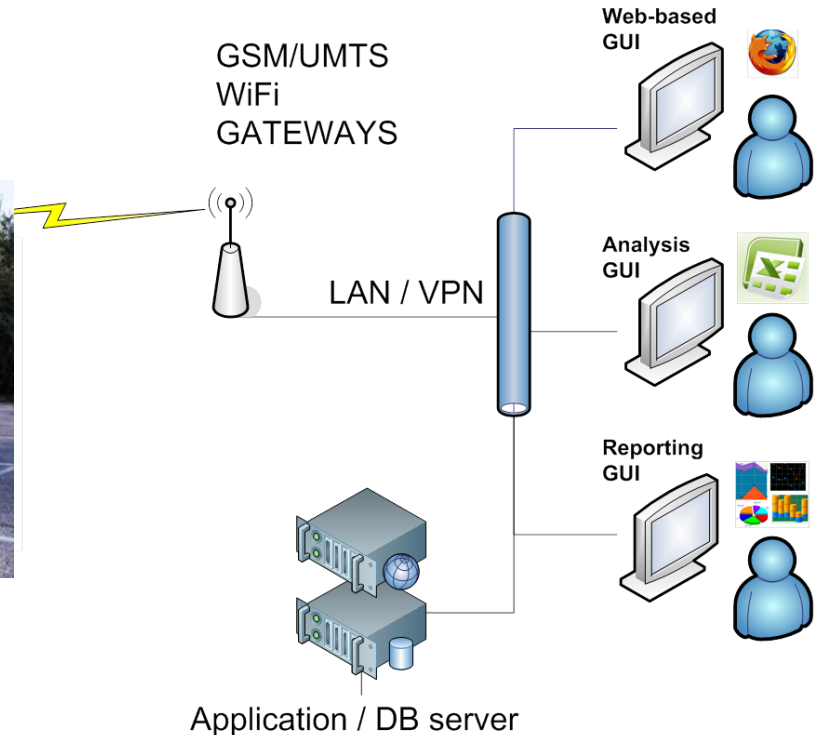 Web-based
GUI
GSM/UMTS
WiFi
GATEWAYS
Analysis
GUI
LAN / VPN
Reporting
GUI
Application / DB server